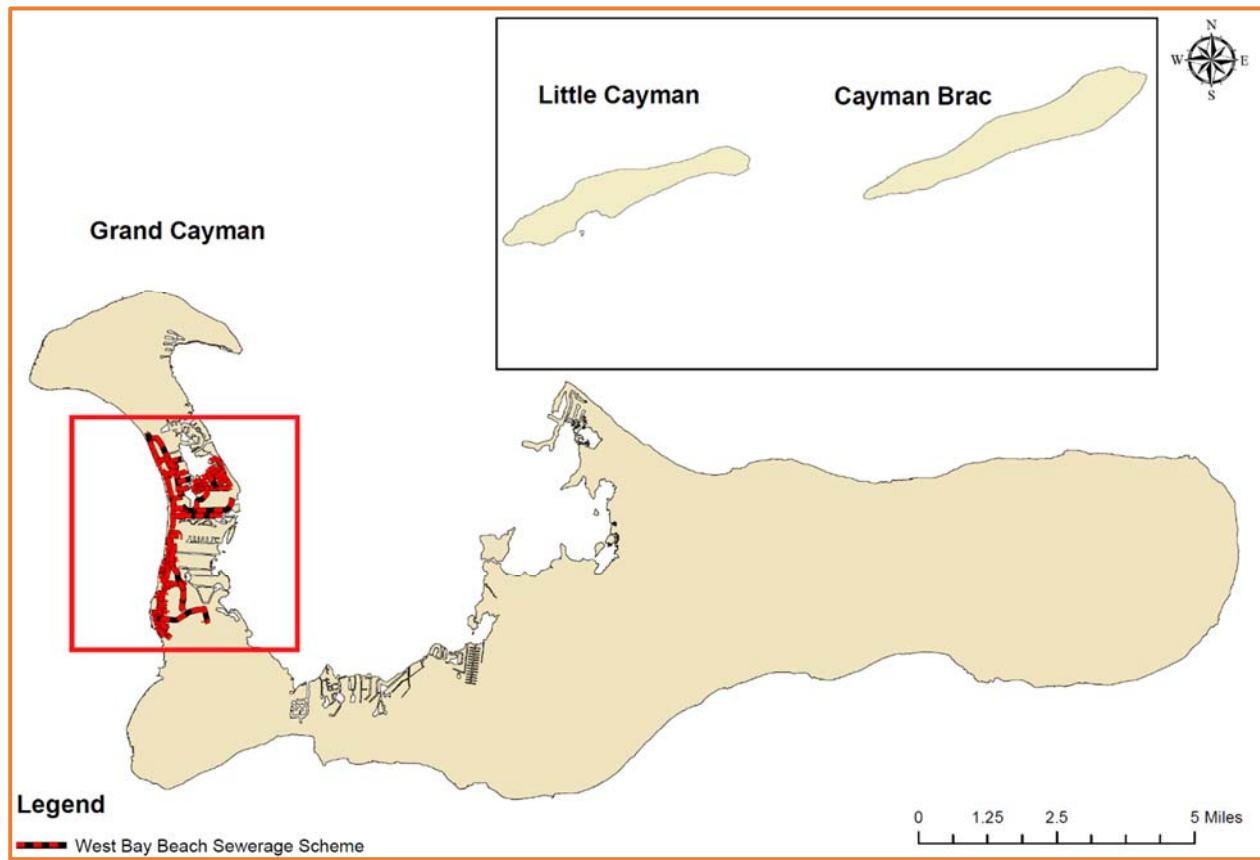 N
W E
S
Little Cayman
Cayman Brac
Grand Cayman
Legend
West Bay Beach Sewerage Scheme
0 1.25 2.5 5 Miles